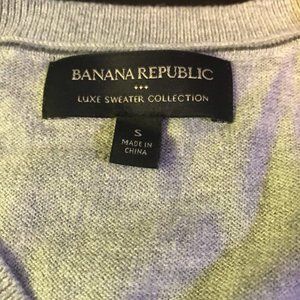 BANANA REPUBLIC
LUXE SWEATER COLLECTION
S
MADE IN
CHINA